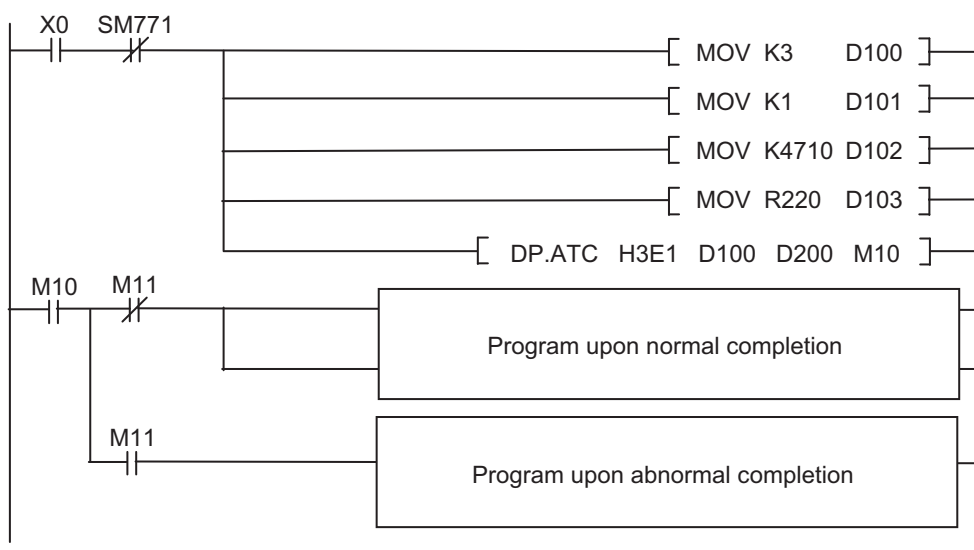 X0 SM771
MOV K3 D100
MOV K1 D101
MOV K4710 D102
MOV R220 D103
DP.ATC H3E1 D100 D200 M10
M10 M11
Program upon normal completion
M11
Program upon abnormal completion